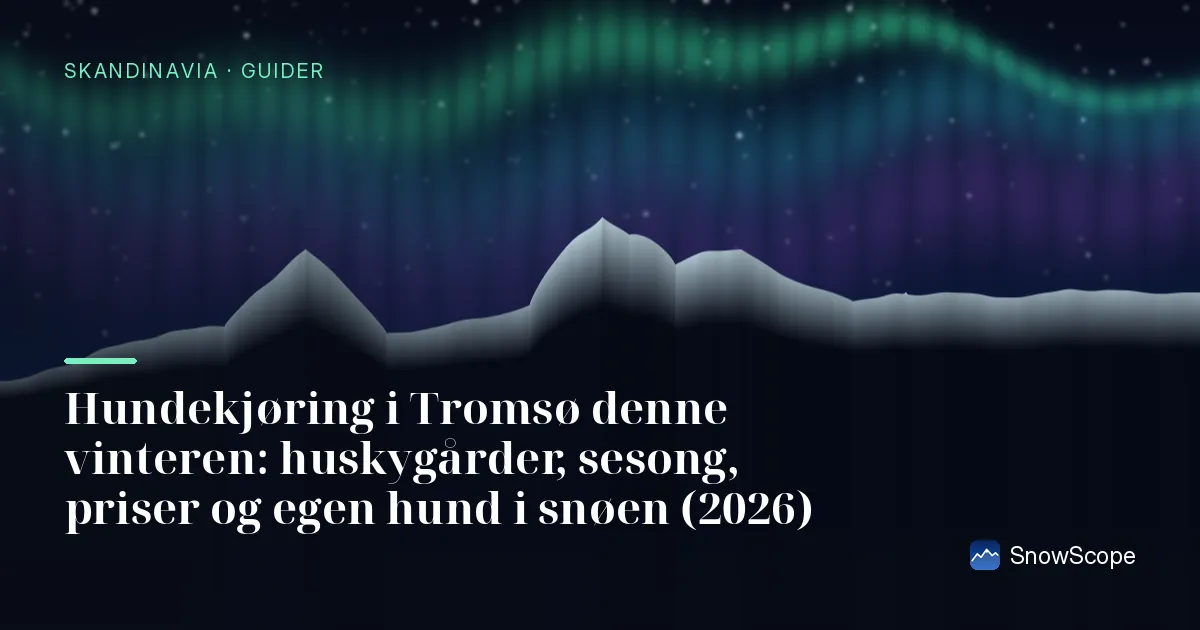 SKANDINAVIA · GUIDER
Hundekjøring i Tromsø denne
vinteren: huskygårder, sesong,
priser og egen hund i snøen (2026)
SnowScope